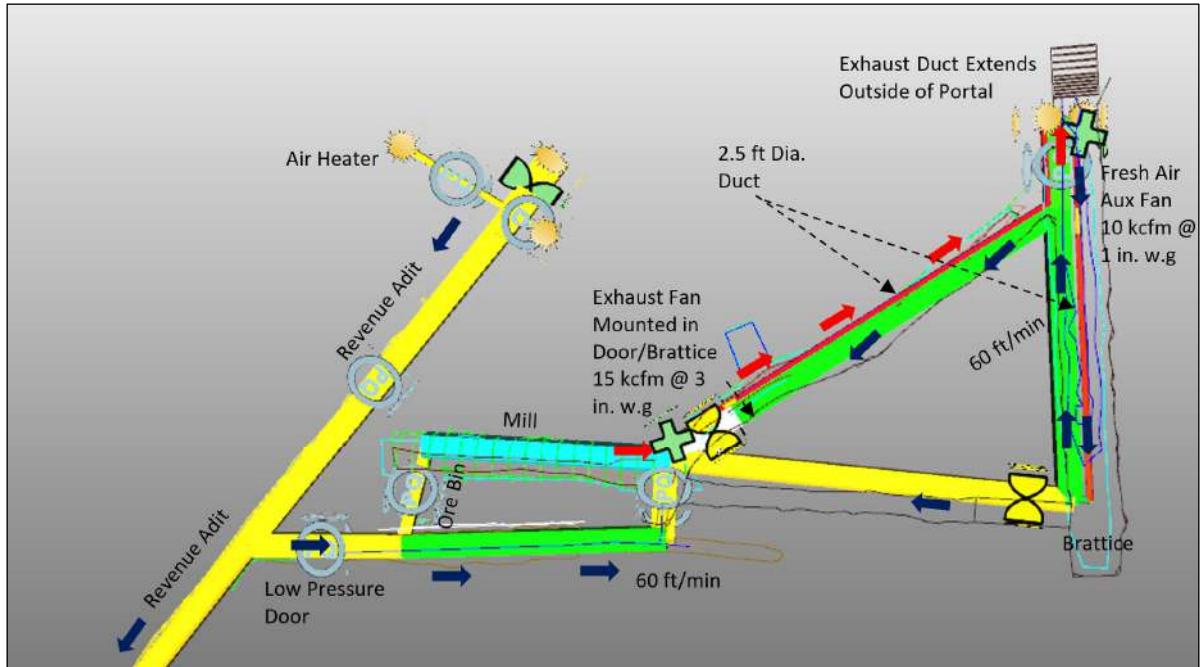 Exhaust Duct Extends
Outside of Portal
Air Heater
2.5 ft Dia.
Duct
Fresh Air
Aux Fan
10 kcfm @
1 in. w.g
Revenue Adit
Exhaust Fan
Mounted in
Door/Brattice
15 kcfm @ 3
in. w.g
60 ft/min
Mill
Ore Bin
Revenue Adit
Low Pressure
Door
60 ft/min
Brattice